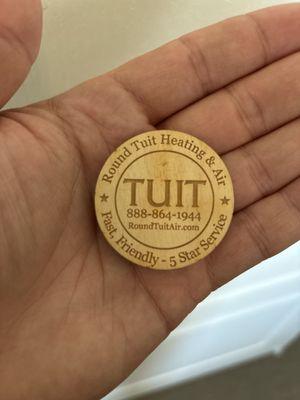 Round Tuit Heating & Air
TUIT
888-864-1944
RoundTuitAir.com
Fast, Friendly - 5 Star Service